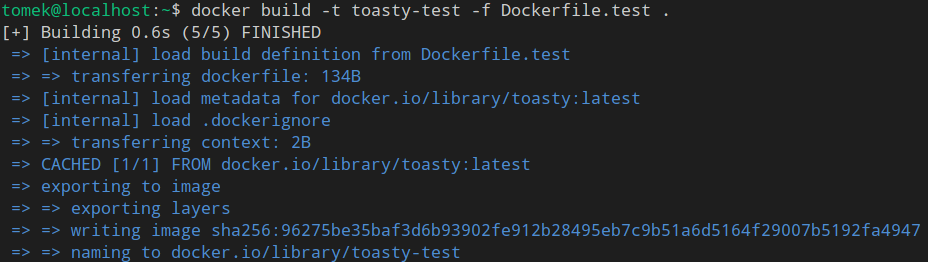 tomek@localhost:~$ docker build -t toasty-test -f Dockerfile.test .
[+] Building 0.6s (5/5) FINISHED
=> [internal] load build definition from Dockerfile.test
=> => transferring dockerfile: 134B
=> [internal] load metadata for docker.io/library/toasty:latest
=> [internal] load .dockerignore
=> => transferring context: 2B
=> CACHED [1/1] FROM docker.io/library/toasty:latest
=> exporting to image
=> => exporting layers
=> => writing image sha256:96275be35baf3d6b93902fe912b28495eb7c9b51a6d5164f29007b5192fa4947
=> => naming to docker.io/library/toasty-test